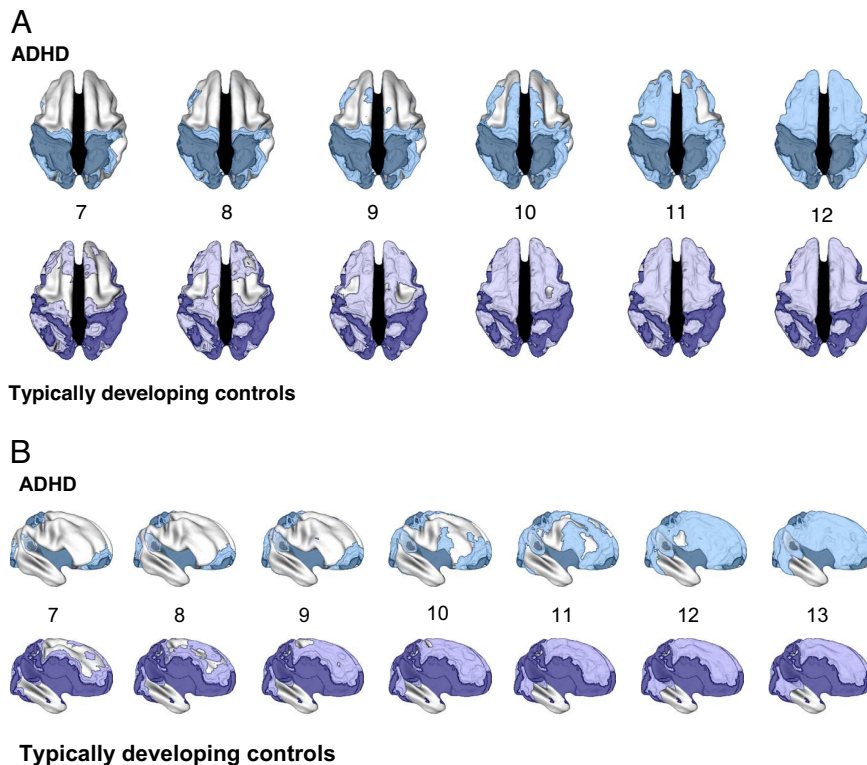 A
ADHD
7 8 9 10 11 12
Typically developing controls
B
ADHD
7 8 9 10 11 12 13
Typically developing controls